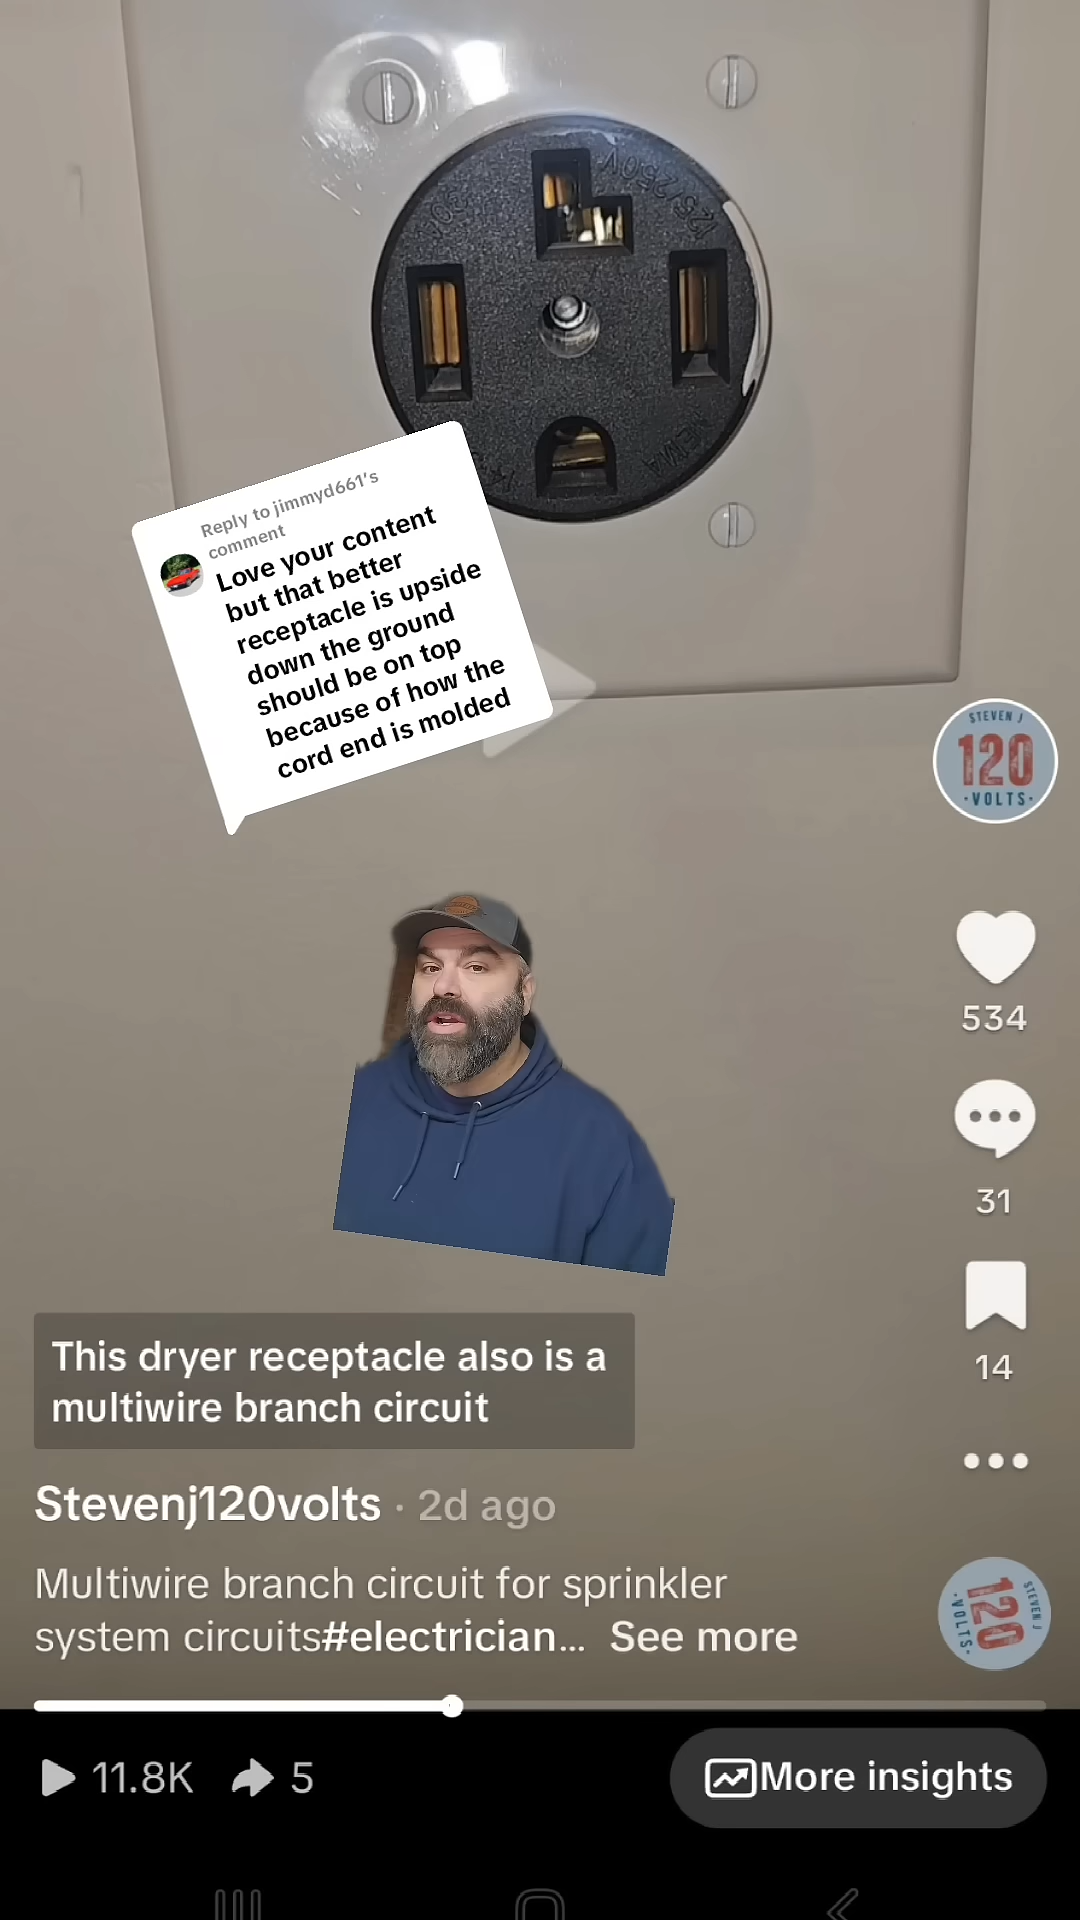 125/250V
30A
NEMA
Reply to jimmyd661's
comment
Love your content
but that better
receptacle is upside
down the ground
should be on top
because of how the
cord end is molded
STEVEN J
120
·VOLTS·
534
31
14
This dryer receptacle also is a
multiwire branch circuit
Stevenj120volts · 2d ago
Multiwire branch circuit for sprinkler
system circuits#electrician... See more
STEVEN J
120
·VOLTS·
11.8K
5
More insights